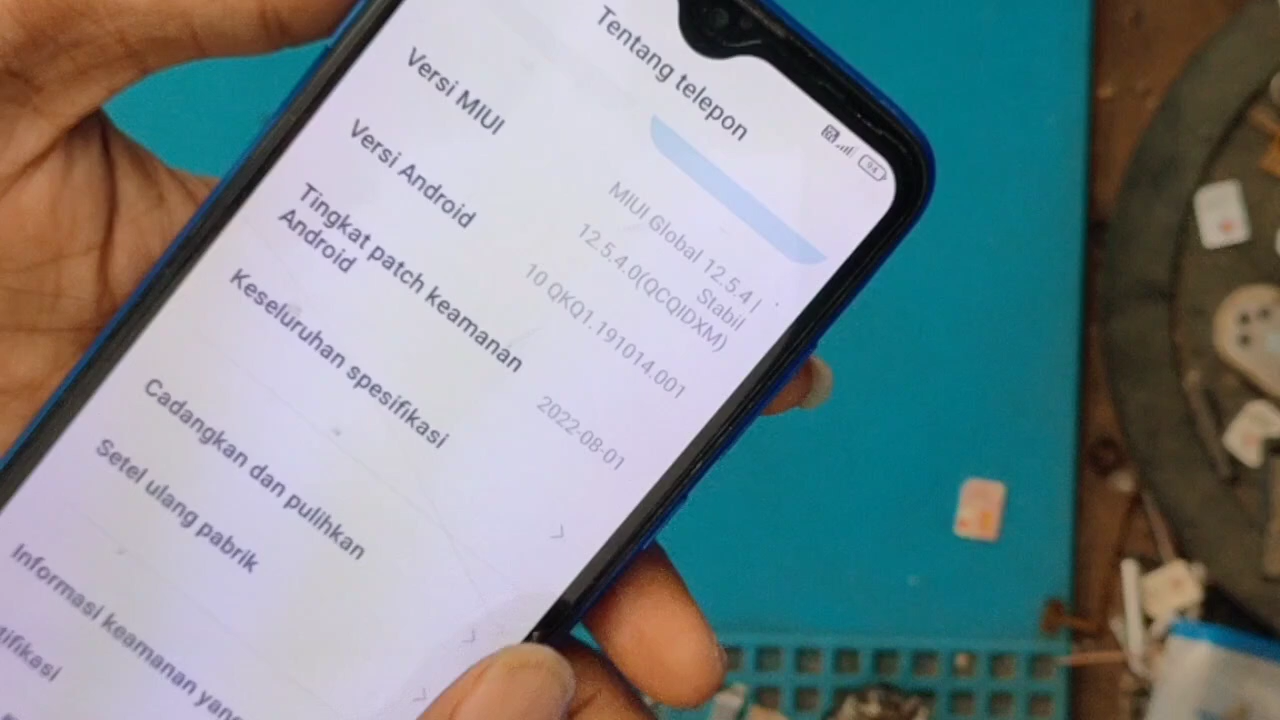 Tentang telepon
94
Versi MIUI
MIUI Global 12.5.4 |
Stabil
12.5.4.0(QCQIDXM)
Versi Android
10 QKQ1.191014.001
Tingkat patch keamanan
Android
2022-08-01
Keseluruhan spesifikasi
Cadangkan dan pulihkan
Setel ulang pabrik
Informasi keamanan yang